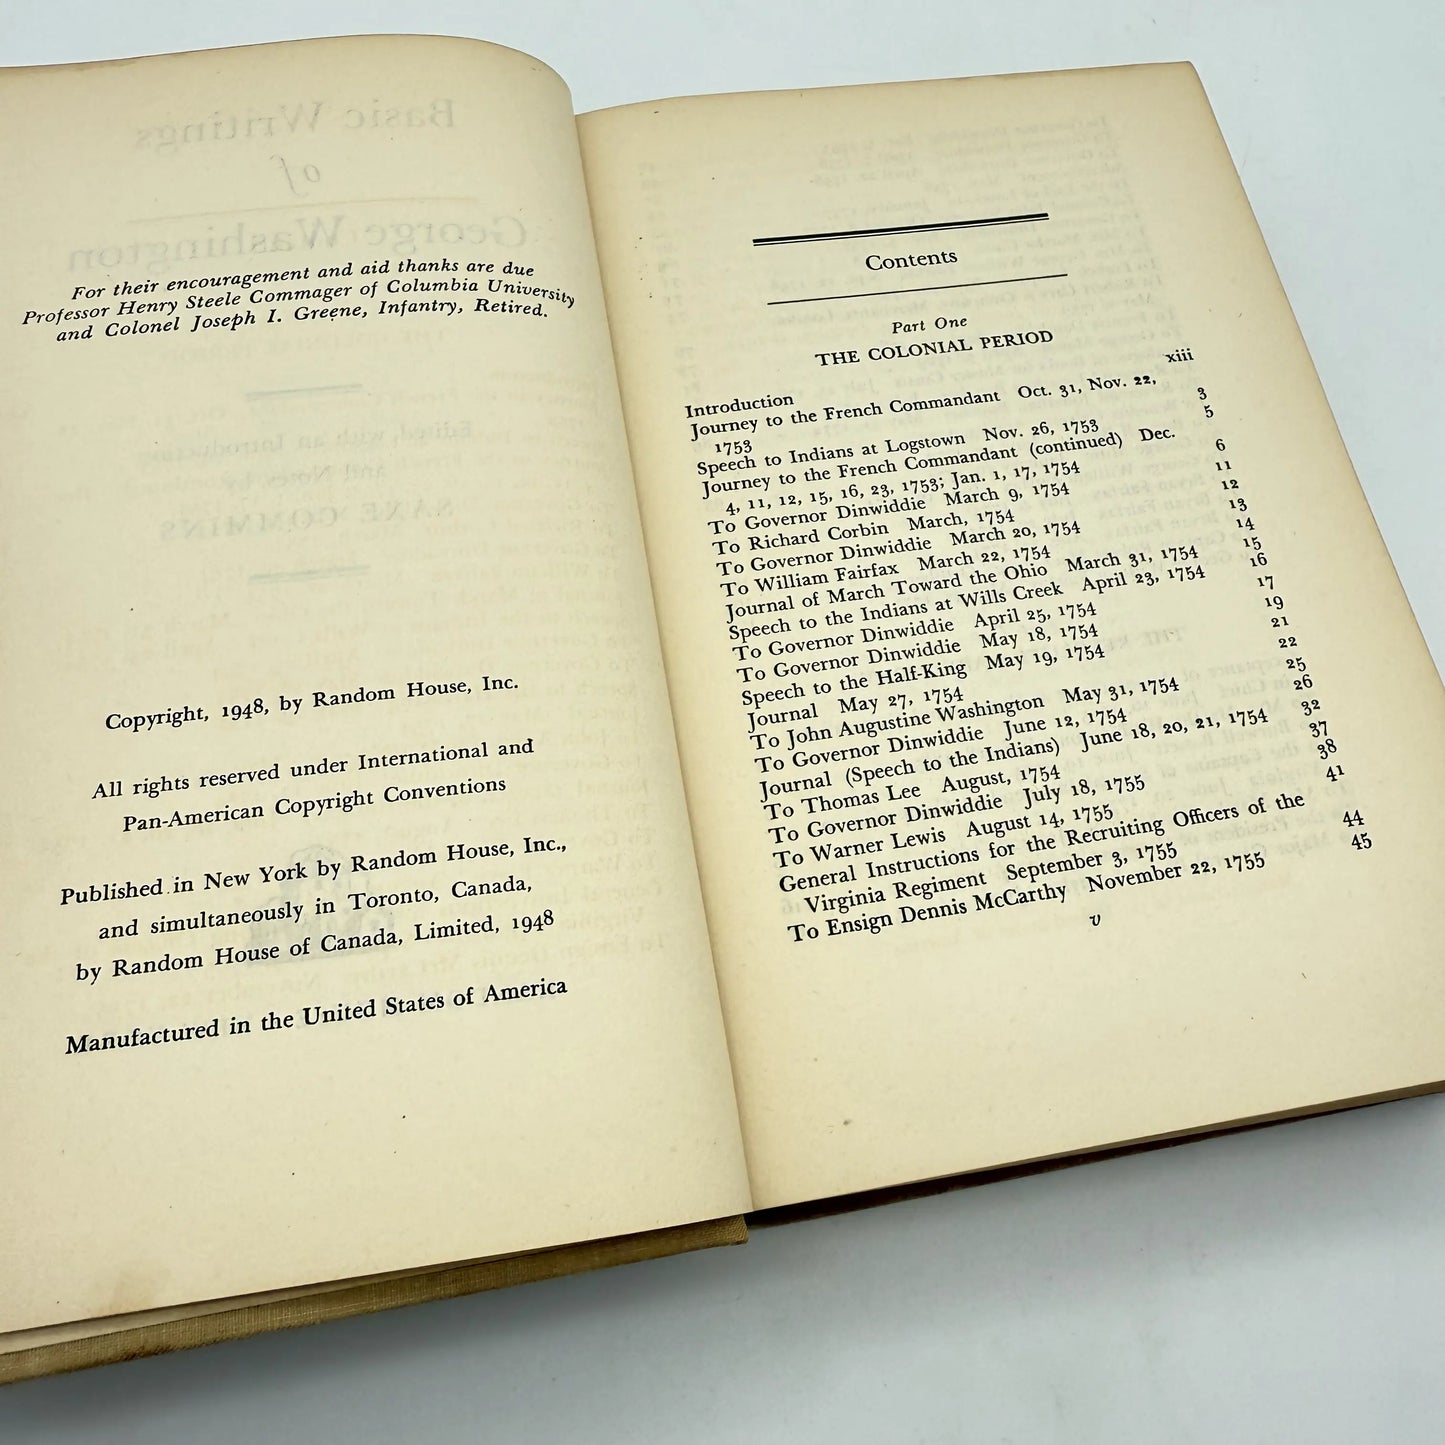 For their encouragement and aid thanks are due
Professor Henry Steele Commager of Columbia University
and Colonel Joseph I. Greene, Infantry, Retired.
Copyright, 1948, by Random House, Inc.
All rights reserved under International and
Pan-American Copyright Conventions
Published in New York by Random House, Inc.,
and simultaneously in Toronto, Canada,
by Random House of Canada, Limited, 1948
Manufactured in the United States of America
Contents
Part One
THE COLONIAL PERIOD
Introduction xiii
Journey to the French Commandant Oct. 31, Nov. 22,
1753 3
Speech to Indians at Logstown Nov. 26, 1753 5
Journey to the French Commandant (continued) Dec.
4, 11, 12, 15, 16, 23, 1753; Jan. 1, 17, 1754 6
To Governor Dinwiddie March 9, 1754 11
To Richard Corbin March, 1754 12
To Governor Dinwiddie March 20, 1754 13
To William Fairfax March 22, 1754 14
Journal of March Toward the Ohio March 31, 1754 15
Speech to the Indians at Wills Creek April 23, 1754 16
To Governor Dinwiddie April 25, 1754 17
To Governor Dinwiddie May 18, 1754 19
Speech to the Half-King May 19, 1754 21
Journal May 27, 1754 22
To John Augustine Washington May 31, 1754 25
To Governor Dinwiddie June 12, 1754 26
Journal (Speech to the Indians) June 18, 20, 21, 1754 32
To Thomas Lee August, 1754 37
To Governor Dinwiddie July 18, 1755 38
To Warner Lewis August 14, 1755 41
General Instructions for the Recruiting Officers of the
Virginia Regiment September 3, 1755 44
To Ensign Dennis McCarthy November 22, 1755 45
v